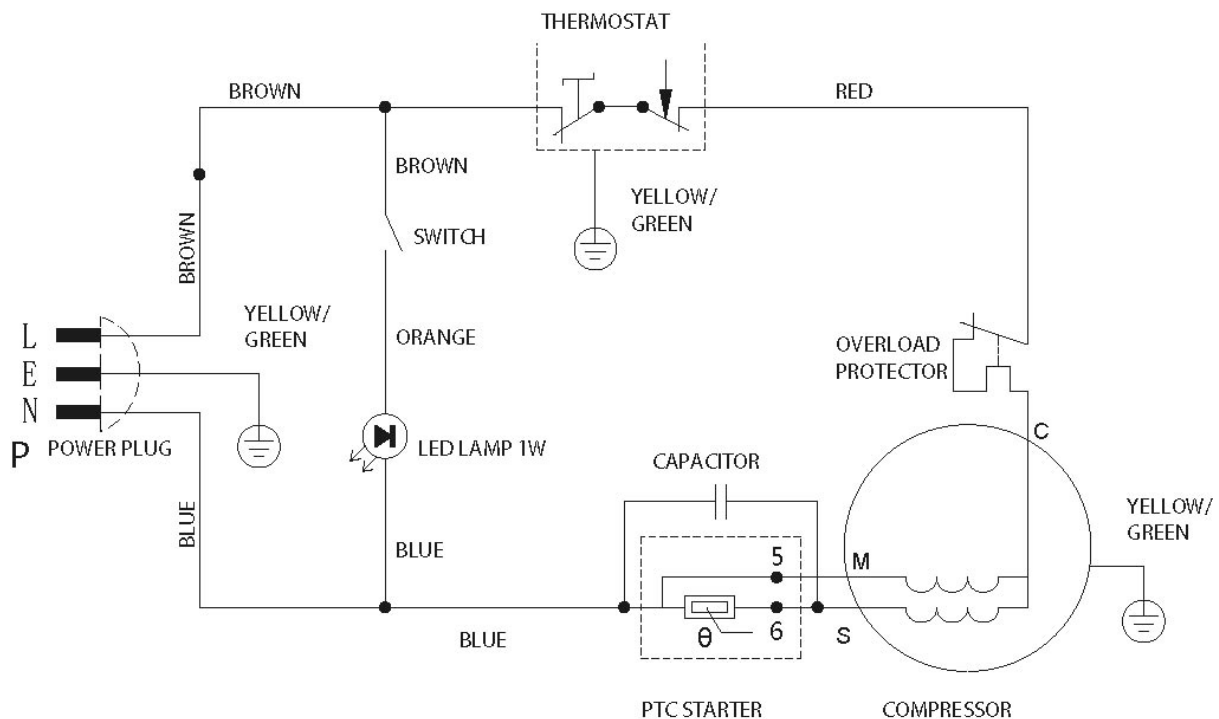 THERMOSTAT
BROWN
RED
BROWN
YELLOW/
GREEN
BROWN
SWITCH
YELLOW/
GREEN
ORANGE
L
E
N
P
POWER PLUG
OVERLOAD
PROTECTOR
C
LED LAMP 1W
CAPACITOR
YELLOW/
GREEN
BLUE
BLUE
5
M
BLUE
θ
6
S
PTC STARTER
COMPRESSOR